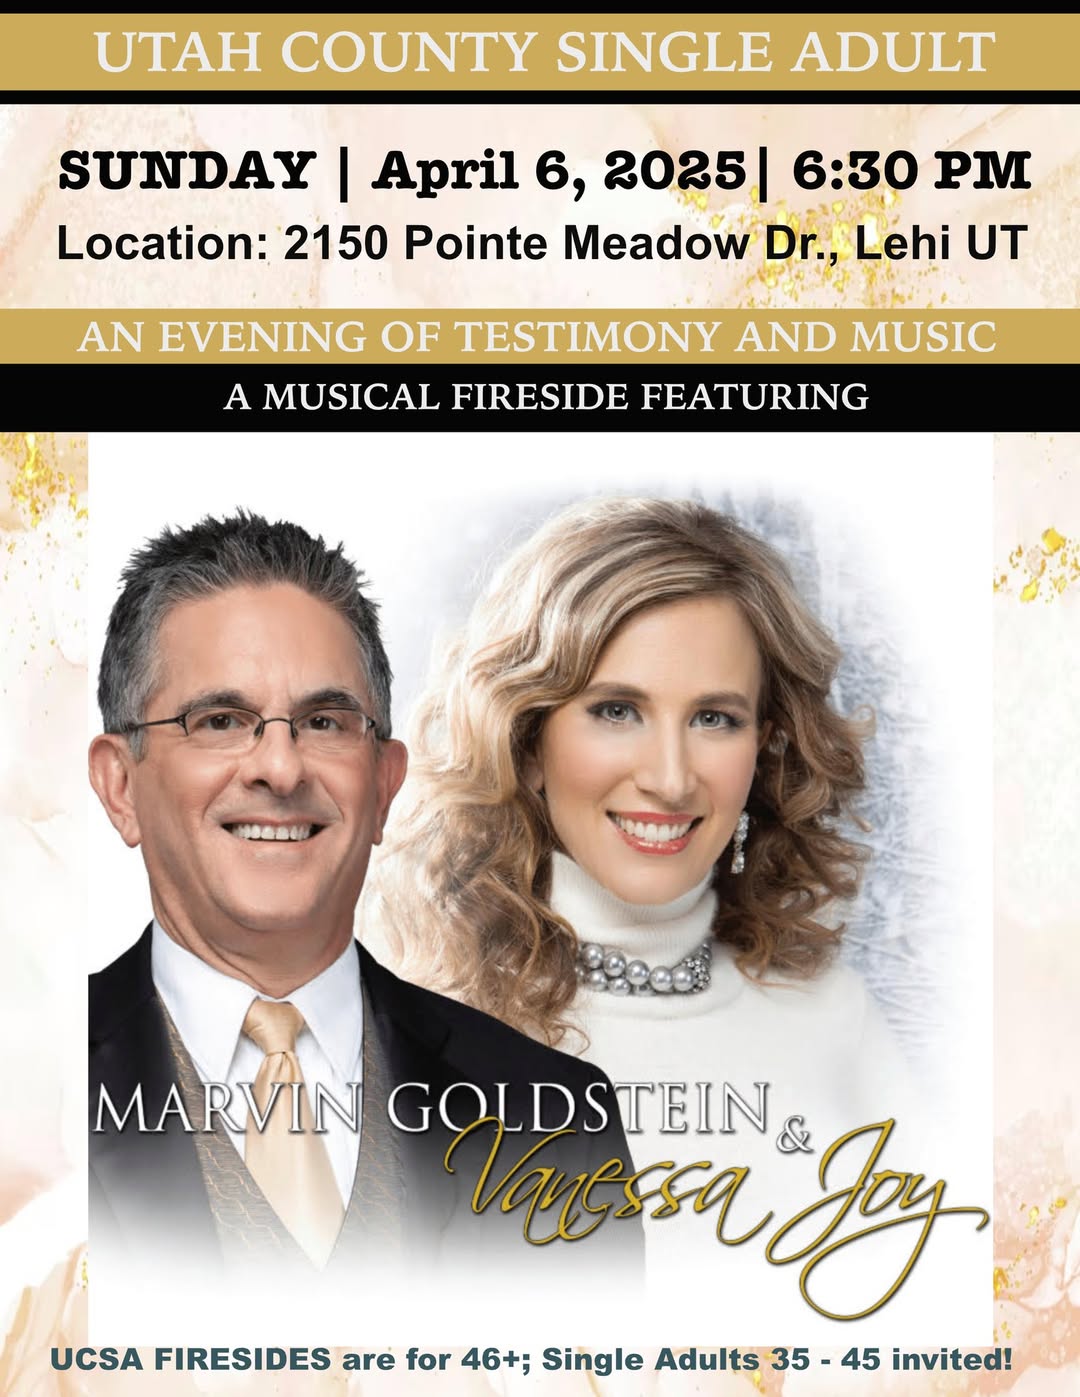 UTAH COUNTY SINGLE ADULT
SUNDAY | April 6, 2025| 6:30 PM
Location: 2150 Pointe Meadow Dr., Lehi UT
AN EVENING OF TESTIMONY AND MUSIC
A MUSICAL FIRESIDE FEATURING
MARVIN GOLDSTEIN &
Vanessa Joy
UCSA FIRESIDES are for 46+; Single Adults 35 - 45 invited!